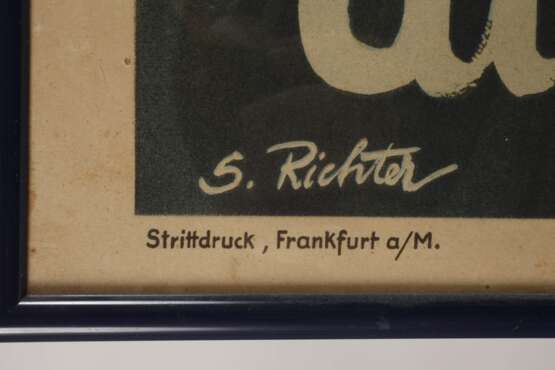 S. Richter
Strittdruck, Frankfurt a/M.